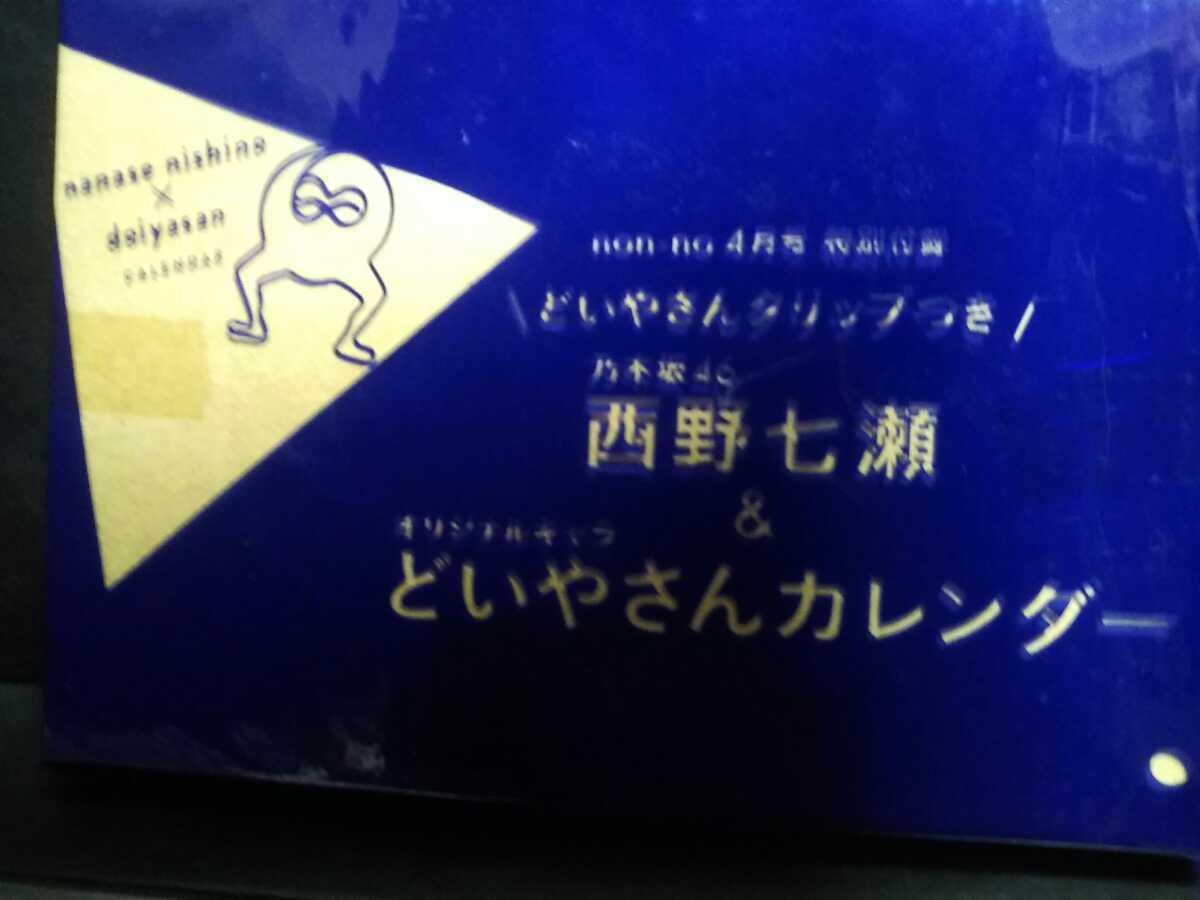 nanase nishino
×
doiyasan
CALENDAR
non-no 4月号 特別付録
\どいやさんクリップつき/
乃木坂46
西野七瀬
&
オリジナルキャラ
どいやさんカレンダー